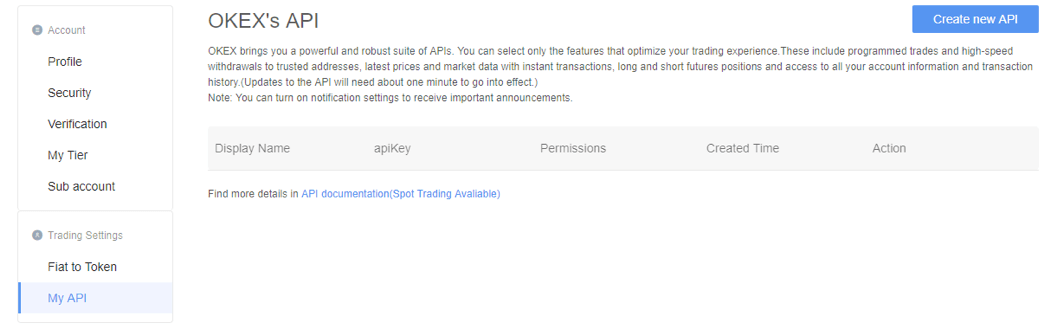 Account
Profile
Security
Verification
My Tier
Sub account
Trading Settings
Fiat to Token
My API
OKEX's API
Create new API
OKEX brings you a powerful and robust suite of APIs. You can select only the features that optimize your trading experience.These include programmed trades and high-speed
withdrawals to trusted addresses, latest prices and market data with instant transactions, long and short futures positions and access to all your account information and transaction
history.(Updates to the API will need about one minute to go into effect.)
Note: You can turn on notification settings to receive important announcements.
Display Name apiKey Permissions Created Time Action
Find more details in API documentation(Spot Trading Avaliable)